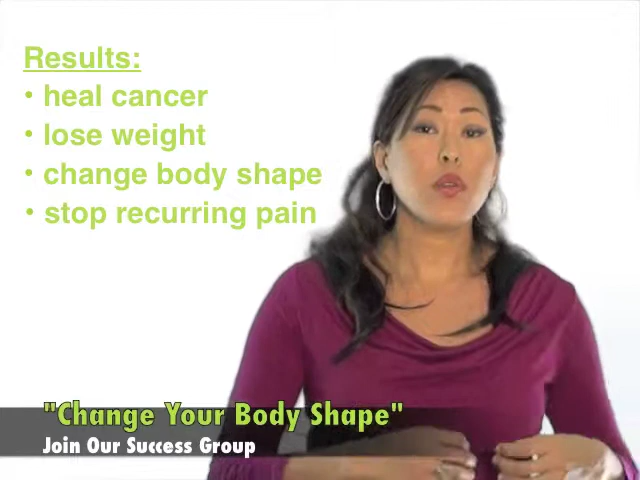 Results:
• heal cancer
• lose weight
• change body shape
• stop recurring pain
"Change Your Body Shape"
Join Our Success Group